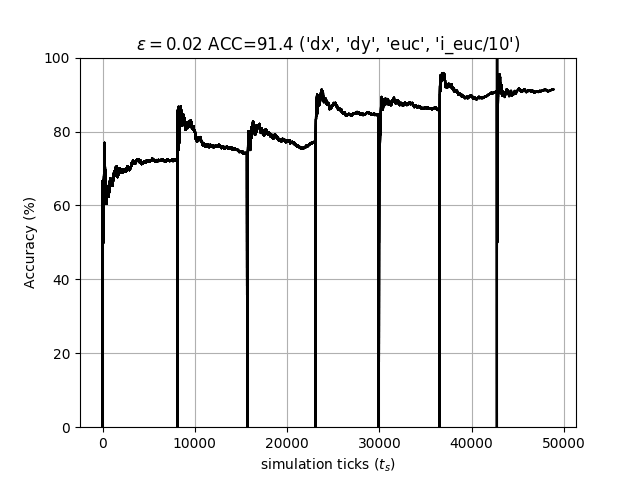 ε = 0.02 ACC=91.4 ('dx', 'dy', 'euc', 'i_euc/10')
100
80
60
40
20
0
Accuracy (%)
0 10000 20000 30000 40000 50000
simulation ticks (tₛ)